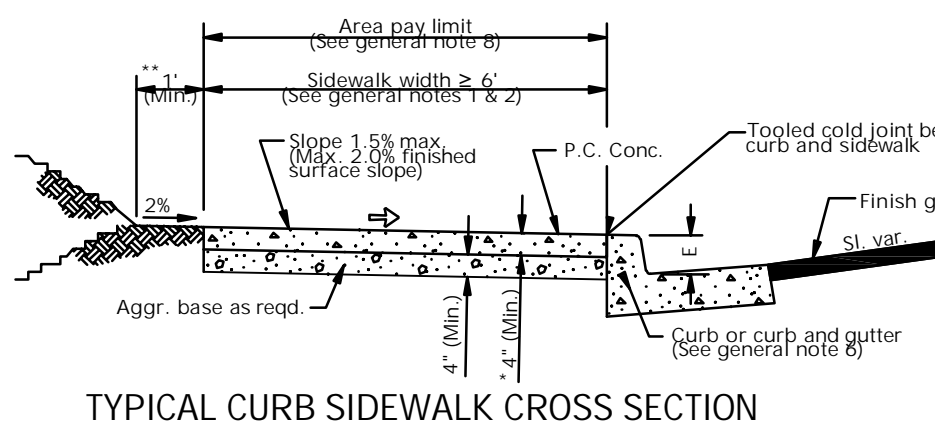 Area pay limit
(See general note 8)
** 1'
(Min.)
Sidewalk width ≥ 6'
(See general notes 1 & 2)
Slope 1.5% max.
(Max. 2.0% finished
surface slope)
P.C. Conc.
Tooled cold joint be
curb and sidewalk
2%
Finish g
Sl. var.
E
Aggr. base as reqd.
4" (Min.)
* 4" (Min.)
Curb or curb and gutter
(See general note 6)
TYPICAL CURB SIDEWALK CROSS SECTION